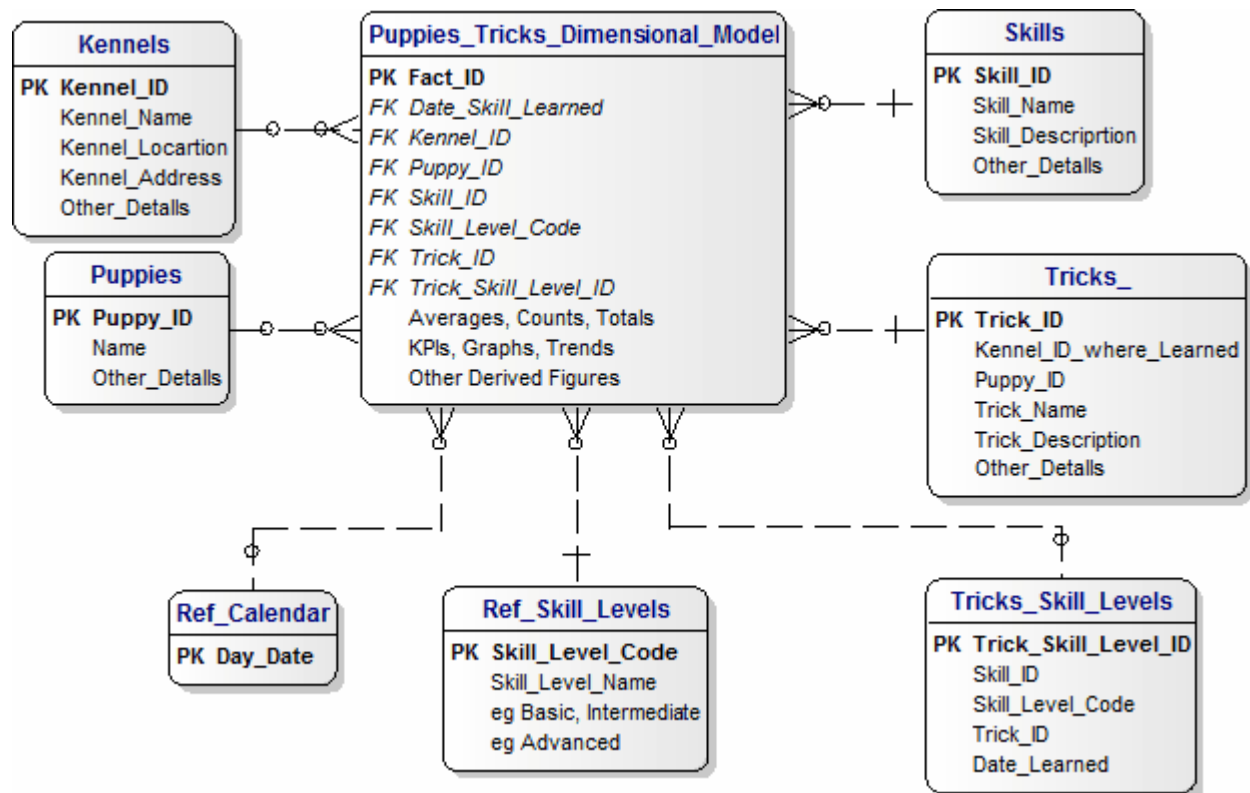 Kennels
PK Kennel_ID
Kennel_Name
Kennel_Locartion
Kennel_Address
Other_Detalls
Puppies_Tricks_Dimensional_Model
PK Fact_ID
FK Date_Skill_Learned
FK Kennel_ID
FK Puppy_ID
FK Skill_ID
FK Skill_Level_Code
FK Trick_ID
FK Trick_Skill_Level_ID
Averages, Counts, Totals
KPIs, Graphs, Trends
Other Derived Figures
Skills
PK Skill_ID
Skill_Name
Skill_Descriprtion
Other_Detalls
Puppies
PK Puppy_ID
Name
Other_Detalls
Tricks_
PK Trick_ID
Kennel_ID_where_Learned
Puppy_ID
Trick_Name
Trick_Description
Other_Detalls
Ref_Calendar
PK Day_Date
Ref_Skill_Levels
PK Skill_Level_Code
Skill_Level_Name
eg Basic, Intermediate
eg Advanced
Tricks_Skill_Levels
PK Trick_Skill_Level_ID
Skill_ID
Skill_Level_Code
Trick_ID
Date_Learned